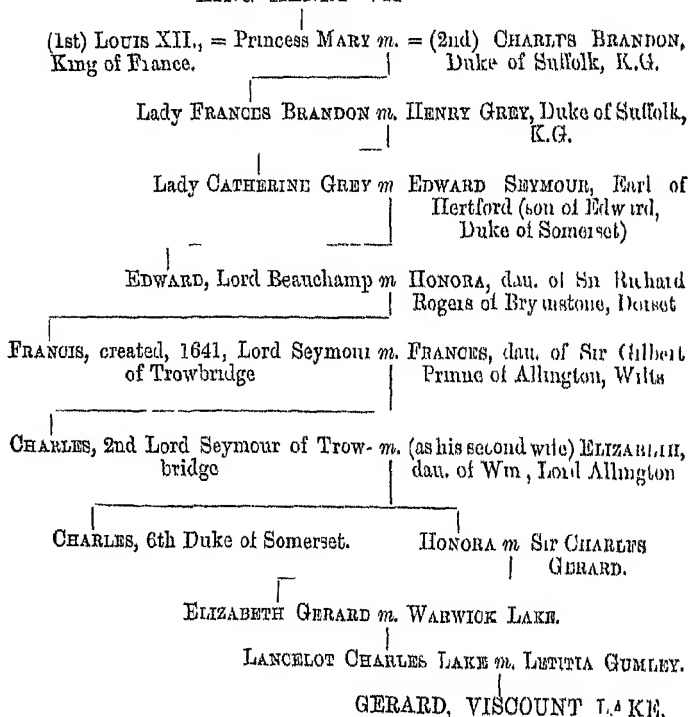 (1st) LOUIS XII., = Princess MARY m. = (2nd) CHARLES BRANDON,
King of France. Duke of Suffolk, K.G.
Lady FRANCES BRANDON m. HENRY GREY, Duke of Suffolk,
K.G.
Lady CATHERINE GREY m EDWARD SEYMOUR, Earl of
Hertford (son of Edward,
Duke of Somerset)
EDWARD, Lord Beauchamp m HONORA, dau. of Sir Richard
Rogers of Bryanstone, Dorset
FRANCIS, created, 1641, Lord Seymour m. FRANCES, dau. of Sir Gilbert
of Trowbridge Prinne of Allington, Wilts
CHARLES, 2nd Lord Seymour of Trow- m. (as his second wife) ELIZABETH,
bridge dau. of Wm, Lord Allington
CHARLES, 6th Duke of Somerset. HONORA m Sir CHARLES
GERARD.
ELIZABETH GERARD m. WARWICK LAKE.
LANCELOT CHARLES LAKE m. LETITIA GUMLEY.
GERARD, VISCOUNT LAKE.